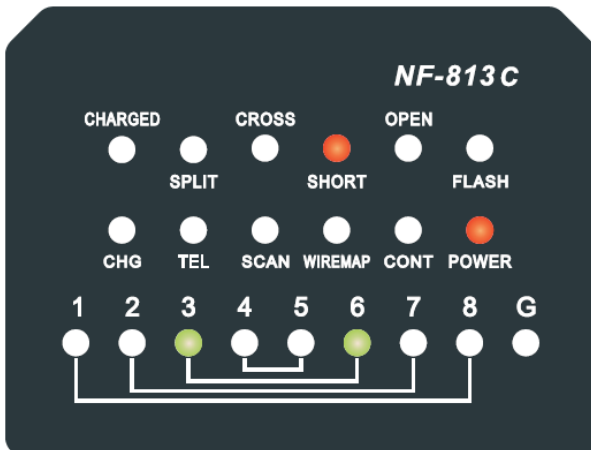 NF-813C
CHARGED CROSS OPEN
SPLIT SHORT FLASH
CHG TEL SCAN WIREMAP CONT POWER
1 2 3 4 5 6 7 8 G